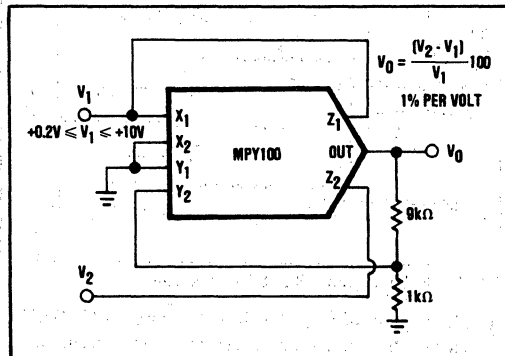 V₀ = (V₂ - V₁) / V₁ 100
1% PER VOLT
V₁
+0.2V ≤ V₁ ≤ +10V
X₁
X₂
Y₁
Y₂
MPY100
Z₁
OUT
Z₂
V₀
9kΩ
1kΩ
V₂